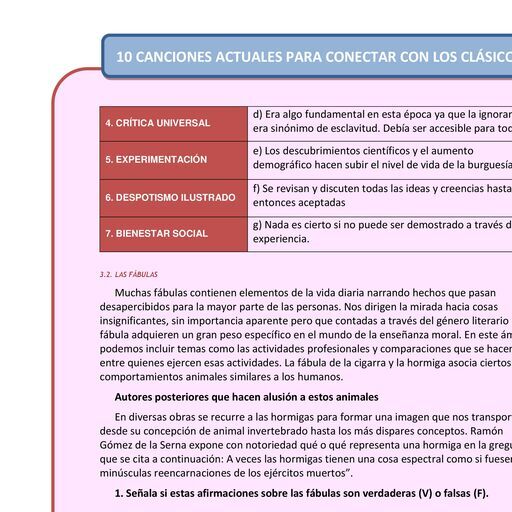 10 CANCIONES ACTUALES PARA CONECTAR CON LOS CLÁSICO
4. CRÍTICA UNIVERSAL
d) Era algo fundamental en esta época ya que la ignoran
era sinónimo de esclavitud. Debía ser accesible para tod
5. EXPERIMENTACIÓN
e) Los descubrimientos científicos y el aumento
demográfico hacen subir el nivel de vida de la burguesía
6. DESPOTISMO ILUSTRADO
f) Se revisan y discuten todas las ideas y creencias hasta
entonces aceptadas
7. BIENESTAR SOCIAL
g) Nada es cierto si no puede ser demostrado a través d
experiencia.
3.2. LAS FÁBULAS
Muchas fábulas contienen elementos de la vida diaria narrando hechos que pasan
desapercibidos para la mayor parte de las personas. Nos dirigen la mirada hacia cosas
insignificantes, sin importancia aparente pero que contadas a través del género literario
fábula adquieren un gran peso específico en el mundo de la enseñanza moral. En este ám
podemos incluir temas como las actividades profesionales y comparaciones que se hacen
entre quienes ejercen esas actividades. La fábula de la cigarra y la hormiga asocia ciertos
comportamientos animales similares a los humanos.
Autores posteriores que hacen alusión a estos animales
En diversas obras se recurre a las hormigas para formar una imagen que nos transport
desde su concepción de animal invertebrado hasta los más dispares conceptos. Ramón
Gómez de la Serna expone con notoriedad qué o qué representa una hormiga en la gregu
que se cita a continuación: A veces las hormigas tienen una cosa espectral como si fuesen
minúsculas reencarnaciones de los ejércitos muertos”.
1. Señala si estas afirmaciones sobre las fábulas son verdaderas (V) o falsas (F).